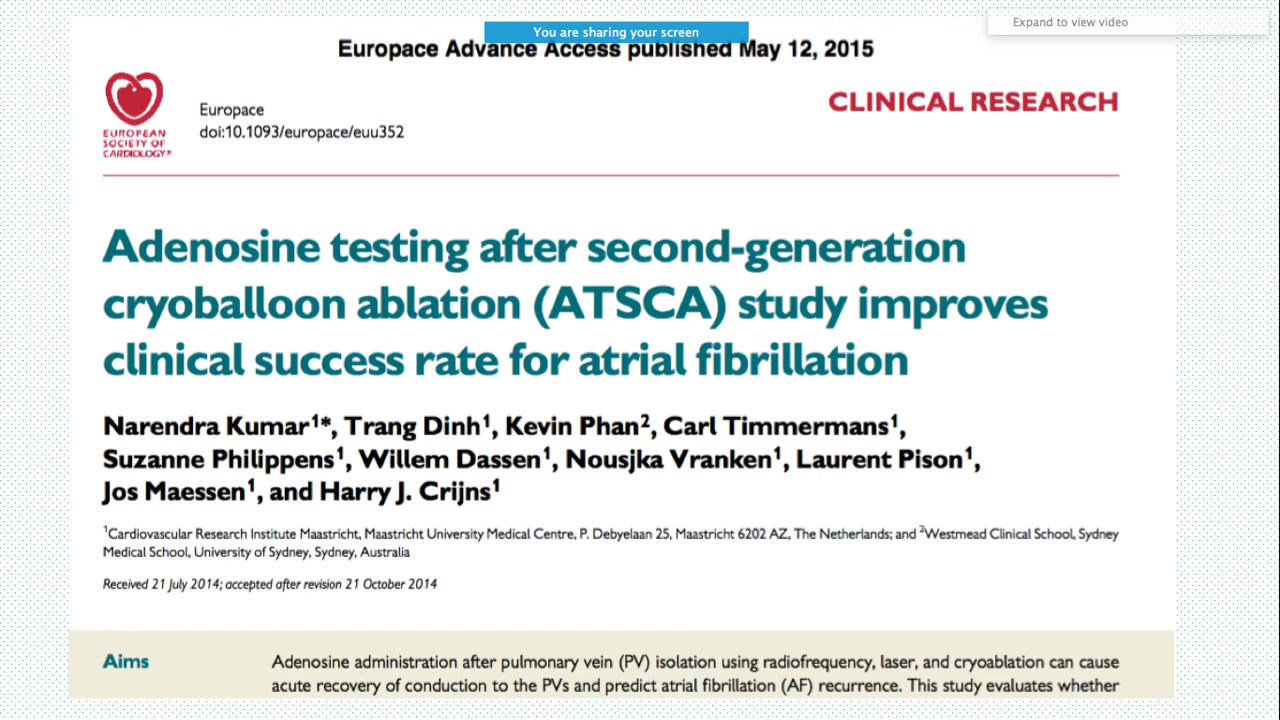 You are sharing your screen
Expand to view video
Europace Advance Access published May 12, 2015
EUROPEAN
SOCIETY OF
CARDIOLOGY®
Europace
doi:10.1093/europace/euu352
CLINICAL RESEARCH
Adenosine testing after second-generation
cryoballoon ablation (ATSCA) study improves
clinical success rate for atrial fibrillation
Narendra Kumar1*, Trang Dinh1, Kevin Phan2, Carl Timmermans1,
Suzanne Philippens1, Willem Dassen1, Nousjka Vranken1, Laurent Pison1,
Jos Maessen1, and Harry J. Crijns1
1Cardiovascular Research Institute Maastricht, Maastricht University Medical Centre, P. Debyelaan 25, Maastricht 6202 AZ, The Netherlands; and 2Westmead Clinical School, Sydney
Medical School, University of Sydney, Sydney, Australia
Received 21 July 2014; accepted after revision 21 October 2014
Aims Adenosine administration after pulmonary vein (PV) isolation using radiofrequency, laser, and cryoablation can cause
acute recovery of conduction to the PVs and predict atrial fibrillation (AF) recurrence. This study evaluates whether